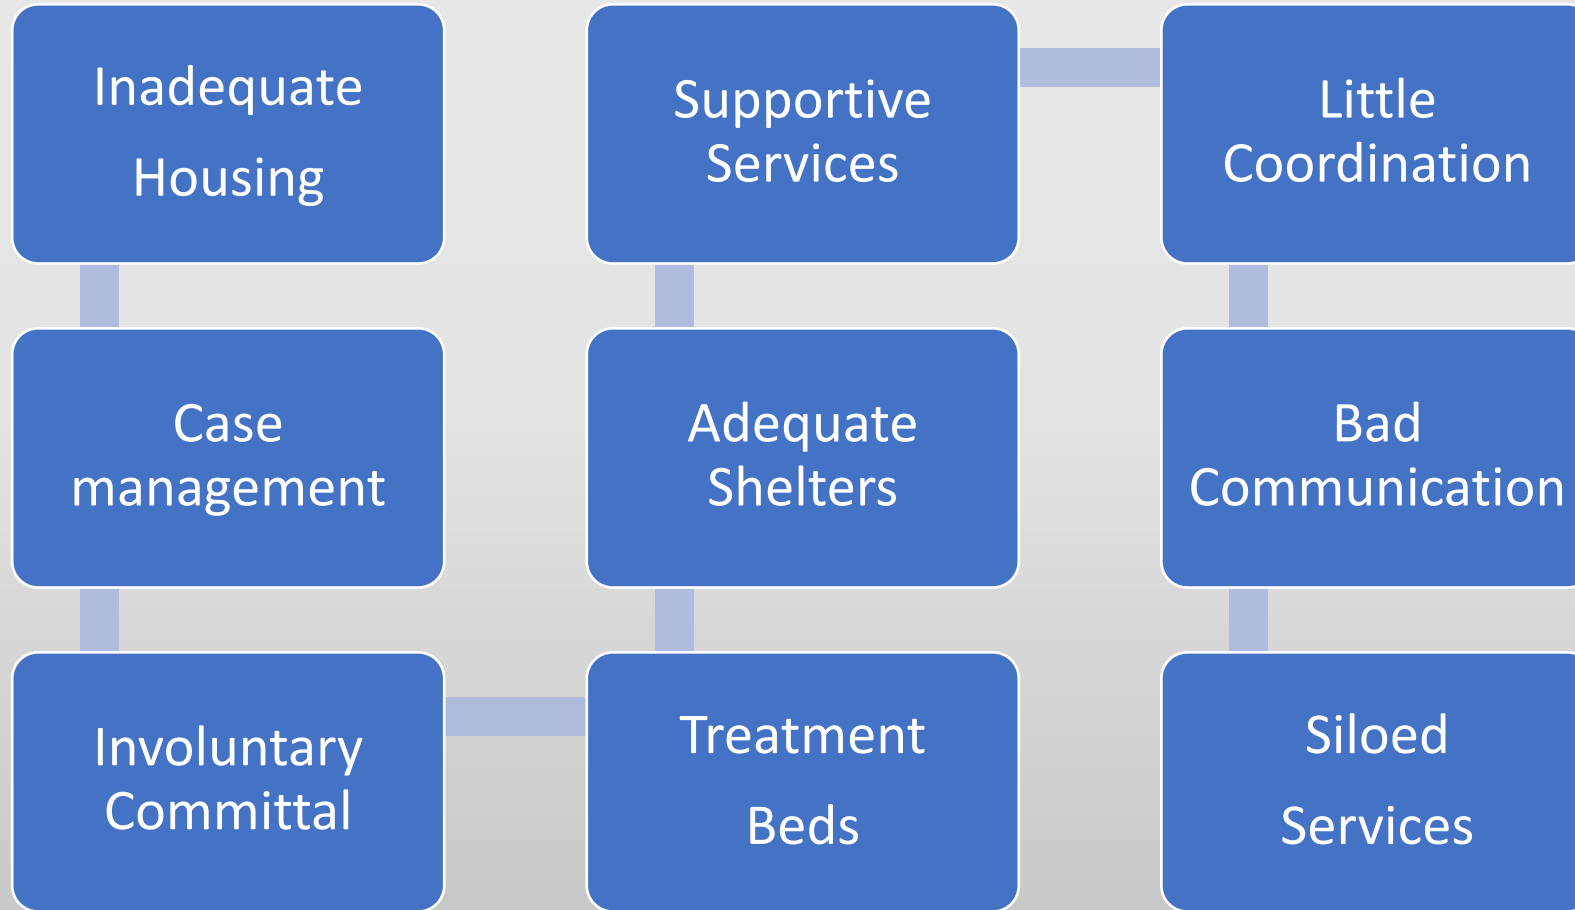 Inadequate
Housing
Case
management
Involuntary
Committal
Treatment
Beds
Adequate
Shelters
Supportive
Services
Little
Coordination
Bad
Communication
Siloed
Services